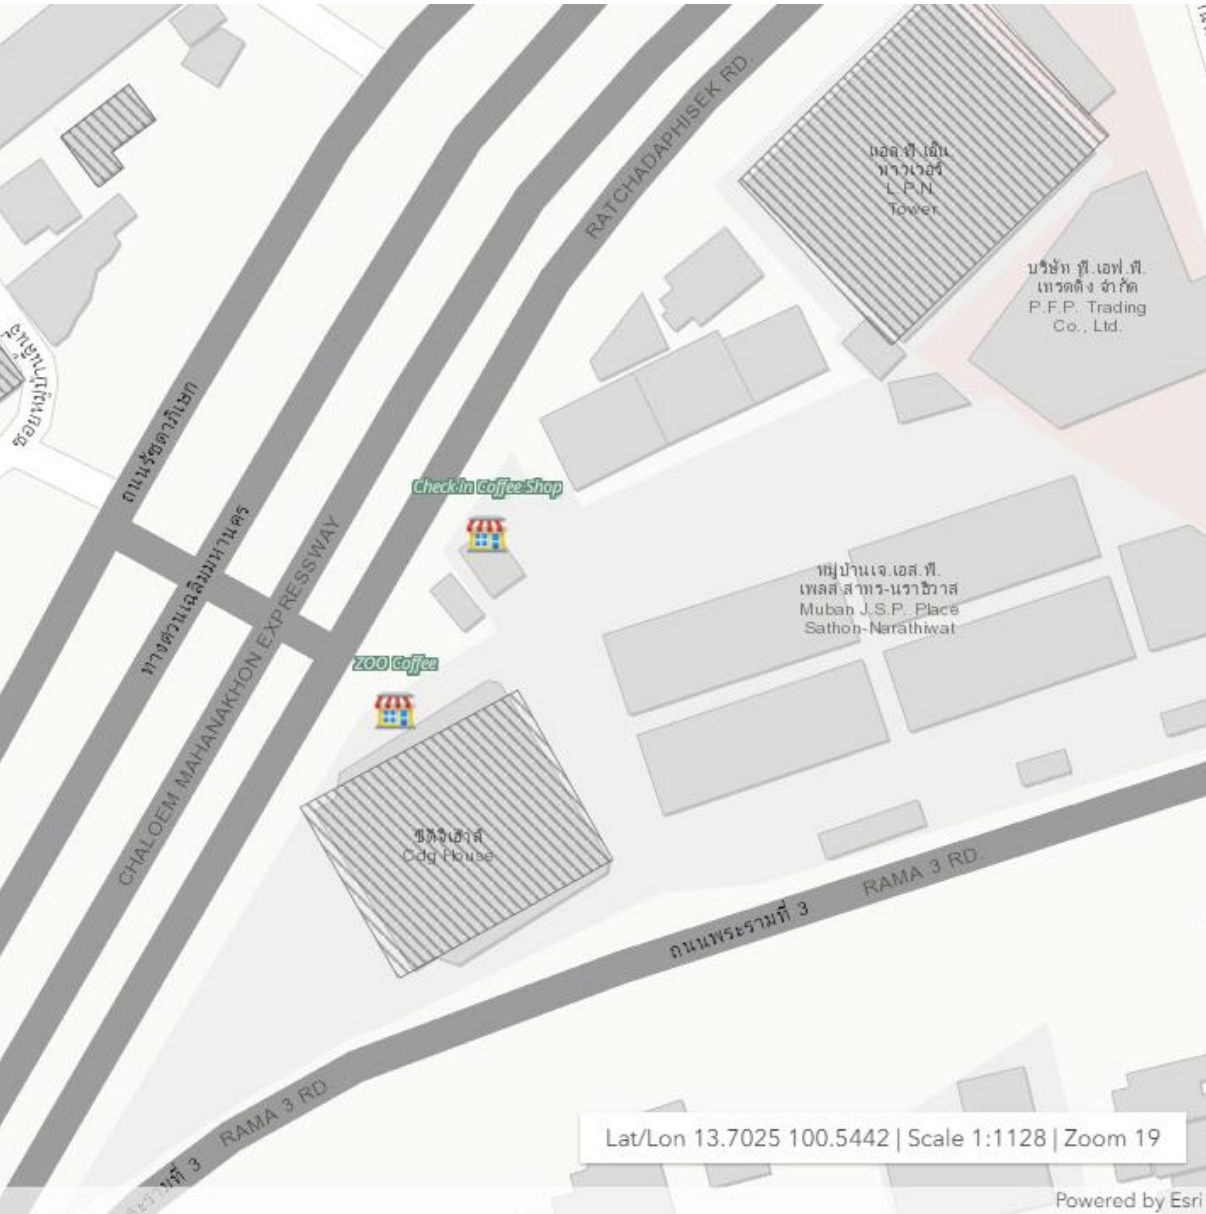 RATCHADAPHISEK RD
แอล.พี.เอ็น.
ทาวเวอร์
L.P.N.
Tower
บริษัท พี.เอฟ.พี.
เทรดดิ้ง จำกัด
P.F.P. Trading
Co., Ltd.
ถนนรัชดาภิเษก
Check in Coffee Shop
ทางด่วนเฉลิมมหานคร
CHALOEM MAHANAKHON EXPRESSWAY
หมู่บ้านเจ.เอส.พี.
เพลส สาทร-นราธิวาส
Muban J.S.P. Place
Sathon-Narathiwat
ZOO Coffee
ซีดีจีเฮ้าส์
Cdg House
RAMA 3 RD
ถนนพระรามที่ 3
RAMA 3 RD
Lat/Lon 13.7025 100.5442 | Scale 1:1128 | Zoom 19
Powered by Esri